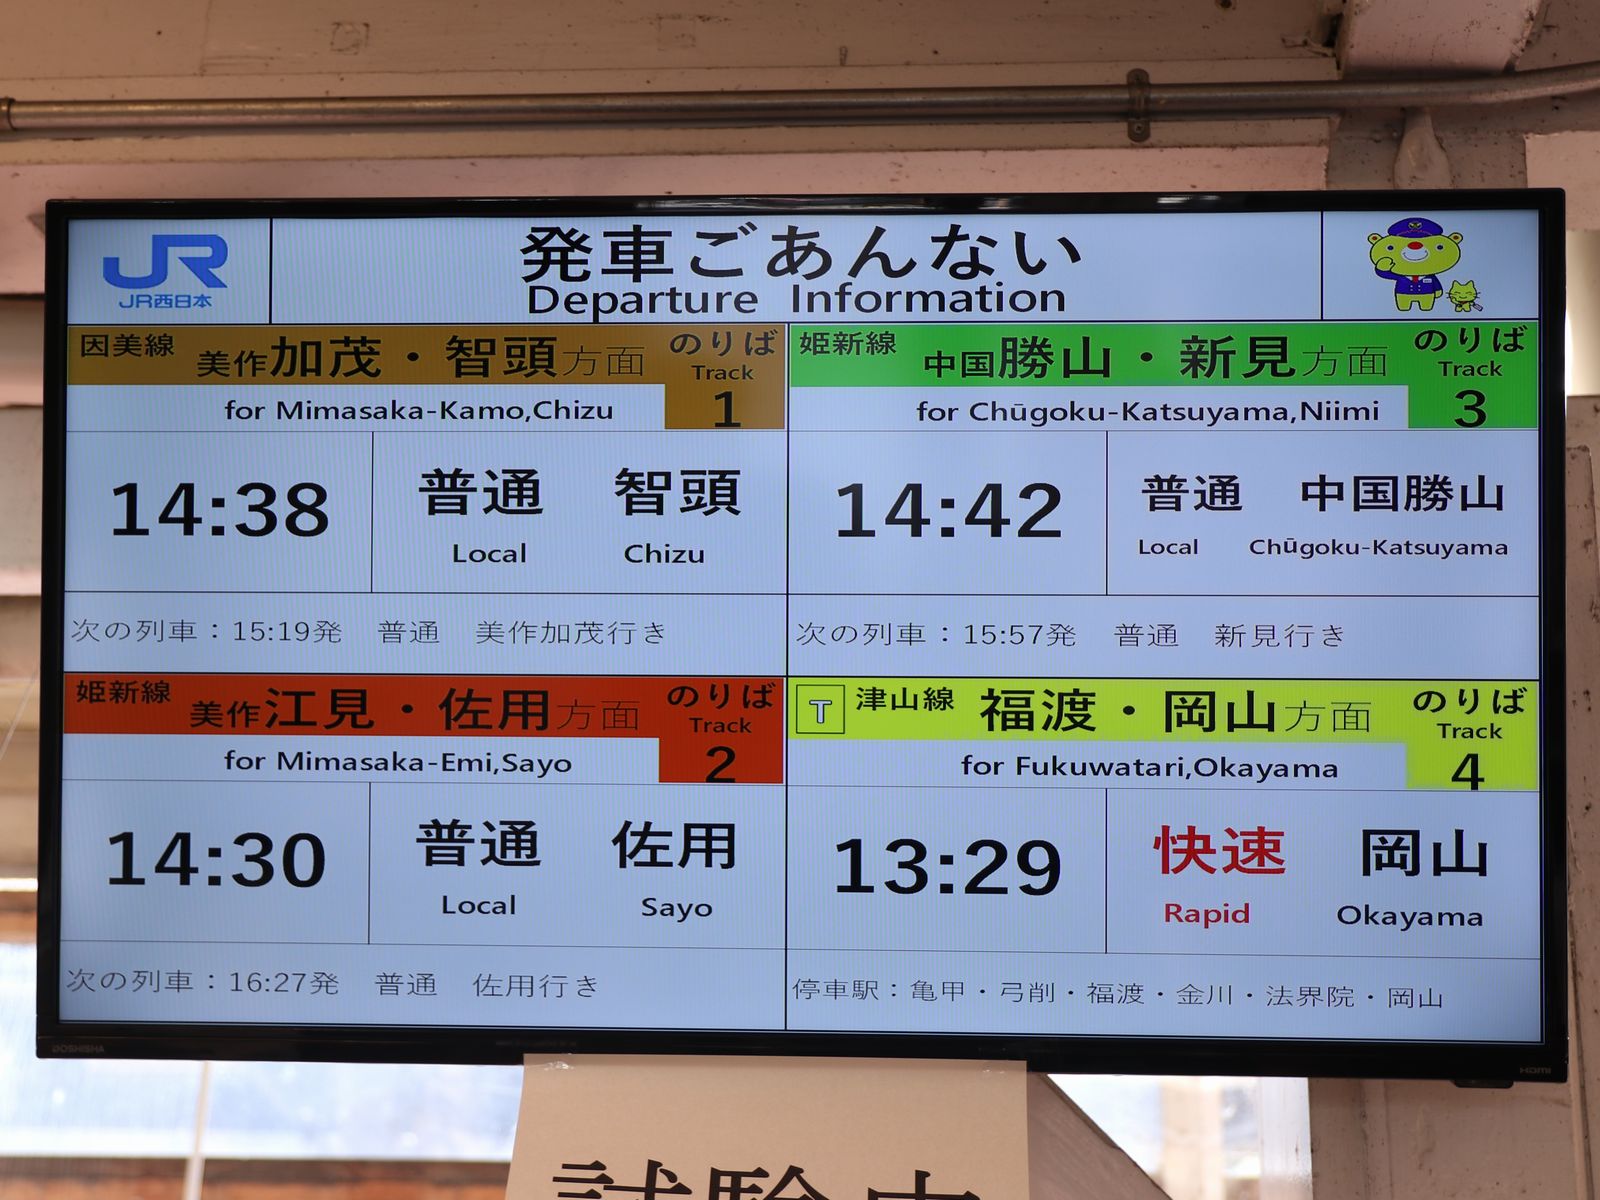 発車ごあんない
Departure Information
JR
JR西日本
因美線 美作加茂・智頭方面 のりば
Track
for Mimasaka-Kamo,Chizu 1
14:38 普通 智頭
Local Chizu
次の列車：15:19発 普通 美作加茂行き
姫新線 中国勝山・新見方面 のりば
Track
for Chūgoku-Katsuyama,Niimi 3
14:42 普通 中国勝山
Local Chūgoku-Katsuyama
次の列車：15:57発 普通 新見行き
姫新線 美作江見・佐用方面 のりば
Track
for Mimasaka-Emi,Sayo 2
14:30 普通 佐用
Local Sayo
次の列車：16:27発 普通 佐用行き
T 津山線 福渡・岡山方面 のりば
Track
for Fukuwatari,Okayama 4
13:29 快速 岡山
Rapid Okayama
停車駅：亀甲・弓削・福渡・金川・法界院・岡山
DOSHISHA
HDMI
試験中